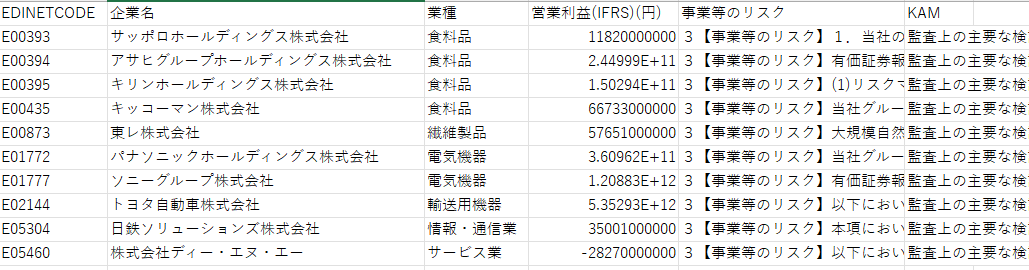 EDINETCODE 企業名 業種 営業利益(IFRS)(円) 事業等のリスク KAM
E00393 サッポロホールディングス株式会社 食料品 11820000000 3【事業等のリスク】１．当社の 監査上の主要な検
E00394 アサヒグループホールディングス株式会社 食料品 2.44999E+11 3【事業等のリスク】有価証券報 監査上の主要な検
E00395 キリンホールディングス株式会社 食料品 1.50294E+11 3【事業等のリスク】(1)リスクマ 監査上の主要な検
E00435 キッコーマン株式会社 食料品 66733000000 3【事業等のリスク】当社グルー 監査上の主要な検
E00873 東レ株式会社 繊維製品 57651000000 3【事業等のリスク】大規模自然 監査上の主要な検
E01772 パナソニックホールディングス株式会社 電気機器 3.60962E+11 3【事業等のリスク】当社グルー 監査上の主要な検
E01777 ソニーグループ株式会社 電気機器 1.20883E+12 3【事業等のリスク】有価証券報 監査上の主要な検
E02144 トヨタ自動車株式会社 輸送用機器 5.35293E+12 3【事業等のリスク】以下におい 監査上の主要な検
E05304 日鉄ソリューションズ株式会社 情報・通信業 35001000000 3【事業等のリスク】本項におい 監査上の主要な検
E05460 株式会社ディー・エヌ・エー サービス業 -28270000000 3【事業等のリスク】以下におい 監査上の主要な検